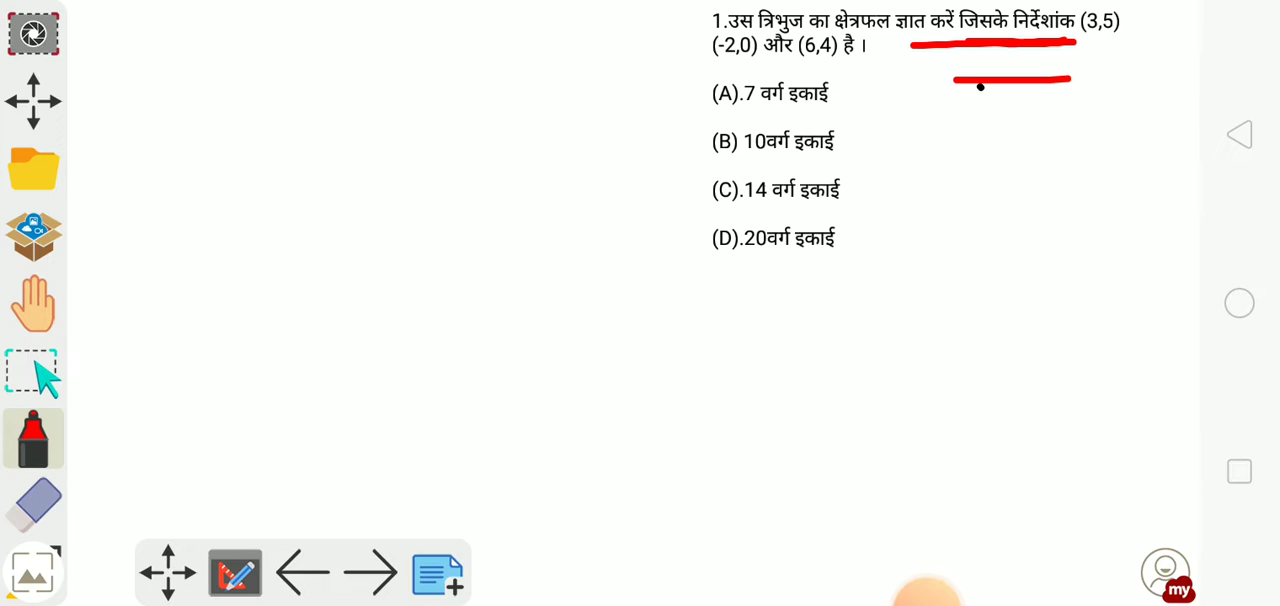 1.उस त्रिभुज का क्षेत्रफल ज्ञात करें जिसके निर्देशांक (3,5)
(-2,0) और (6,4) है ।
(A).7 वर्ग इकाई
(B) 10वर्ग इकाई
(C).14 वर्ग इकाई
(D).20वर्ग इकाई
my